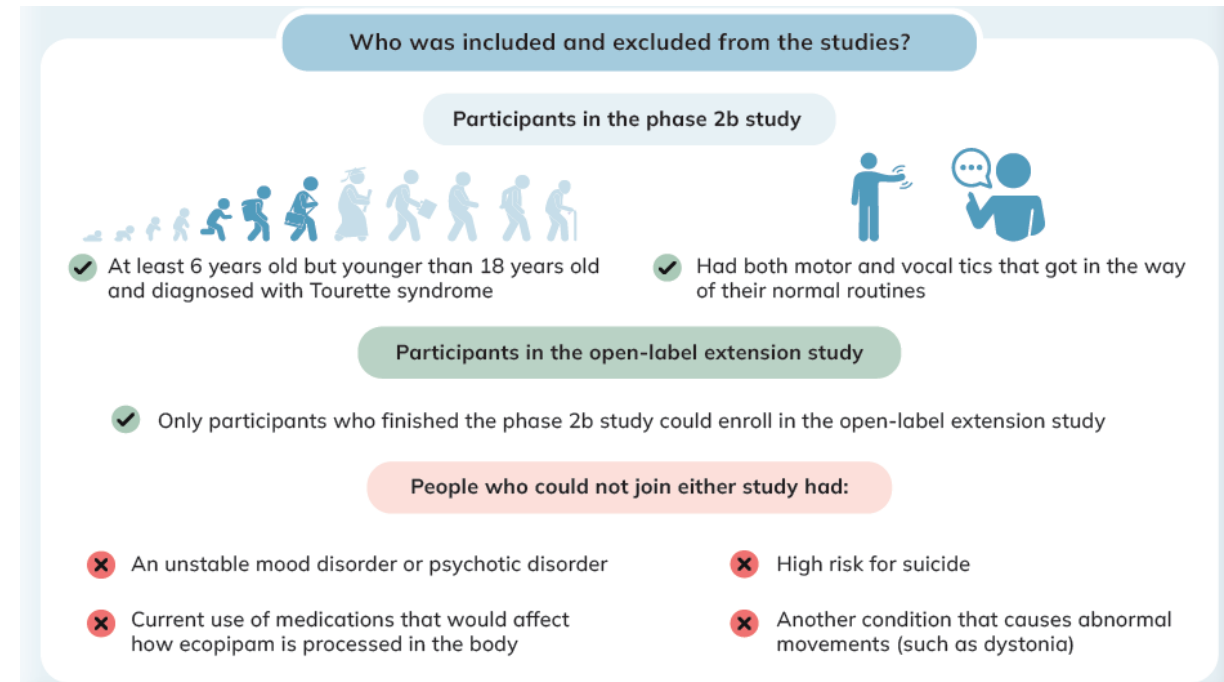 Who was included and excluded from the studies?
Participants in the phase 2b study
At least 6 years old but younger than 18 years old
and diagnosed with Tourette syndrome
Had both motor and vocal tics that got in the way
of their normal routines
Participants in the open-label extension study
Only participants who finished the phase 2b study could enroll in the open-label extension study
People who could not join either study had:
An unstable mood disorder or psychotic disorder
High risk for suicide
Current use of medications that would affect
how ecopipam is processed in the body
Another condition that causes abnormal
movements (such as dystonia)